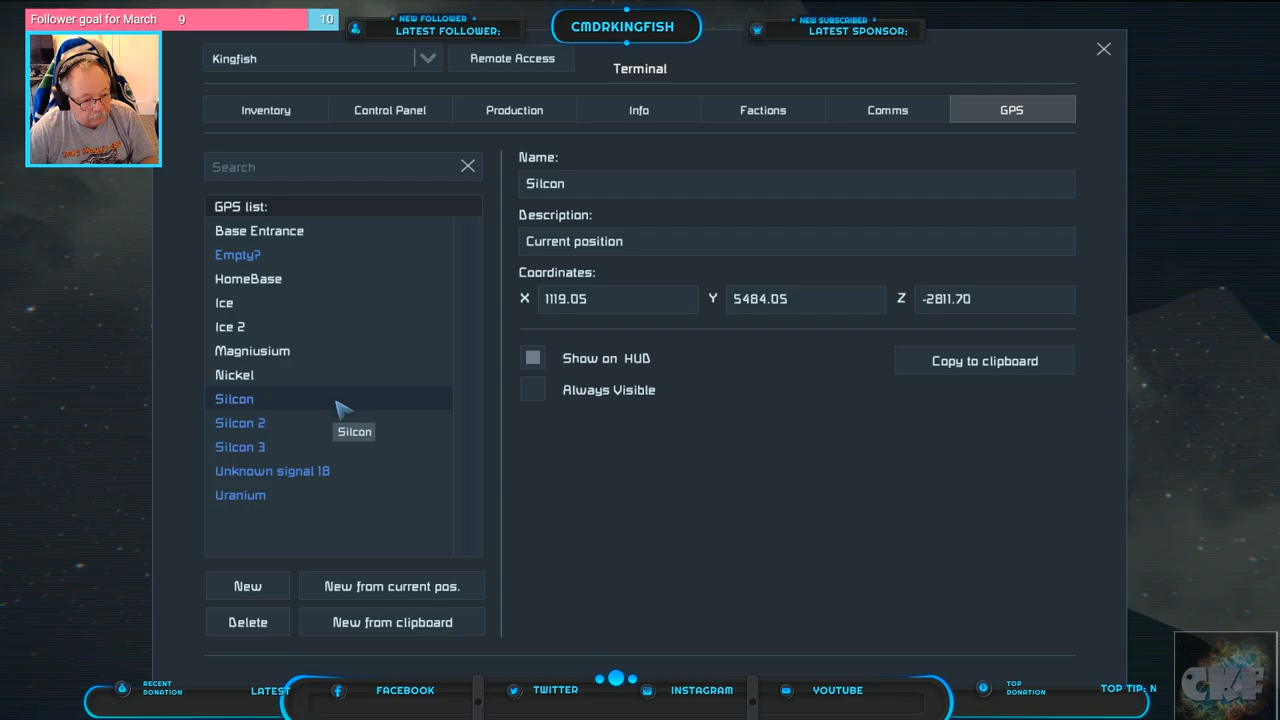 Follower goal for March 9 10
NEW FOLLOWER
LATEST FOLLOWER:
CMDRKINGFISH
NEW SUBSCRIBER
LATEST SPONSOR:
Kingfish
Remote Access
Terminal
Inventory
Control Panel
Production
Info
Factions
Comms
GPS
Search
GPS list:
Base Entrance
Empty?
HomeBase
Ice
Ice 2
Magniusium
Nickel
Silcon
Silcon 2
Silcon
Silcon 3
Unknown signal 18
Uranium
New
New from current pos.
Delete
New from clipboard
Name:
Silcon
Description:
Current position
Coordinates:
X 1119.05 Y 5484.05 Z -2811.70
Show on HUD
Copy to clipboard
Always Visible
RECENT
DONATION
LATEST
FACEBOOK
TWITTER
INSTAGRAM
YOUTUBE
TOP
DONATION
TOP TIP: N
CKF